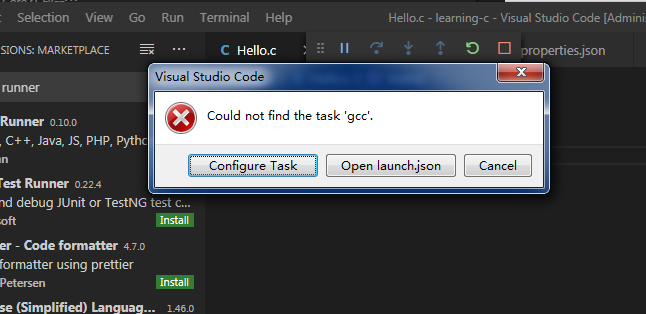 Selection View Go Run Terminal Help
Hello.c - learning-c - Visual Studio Code [Adminis
SIONS: MARKETPLACE
C Hello.c
properties.json
runner
Visual Studio Code
Could not find the task 'gcc'.
Configure Task
Open launch.json
Cancel
Runner 0.10.0
, C++, Java, JS, PHP, Pytho
an
Test Runner 0.22.4
nd debug JUnit or TestNG test c...
soft
Install
er - Code formatter 4.7.0
formatter using prettier
Petersen
Install
se (Simplified) Languag... 1.46.0